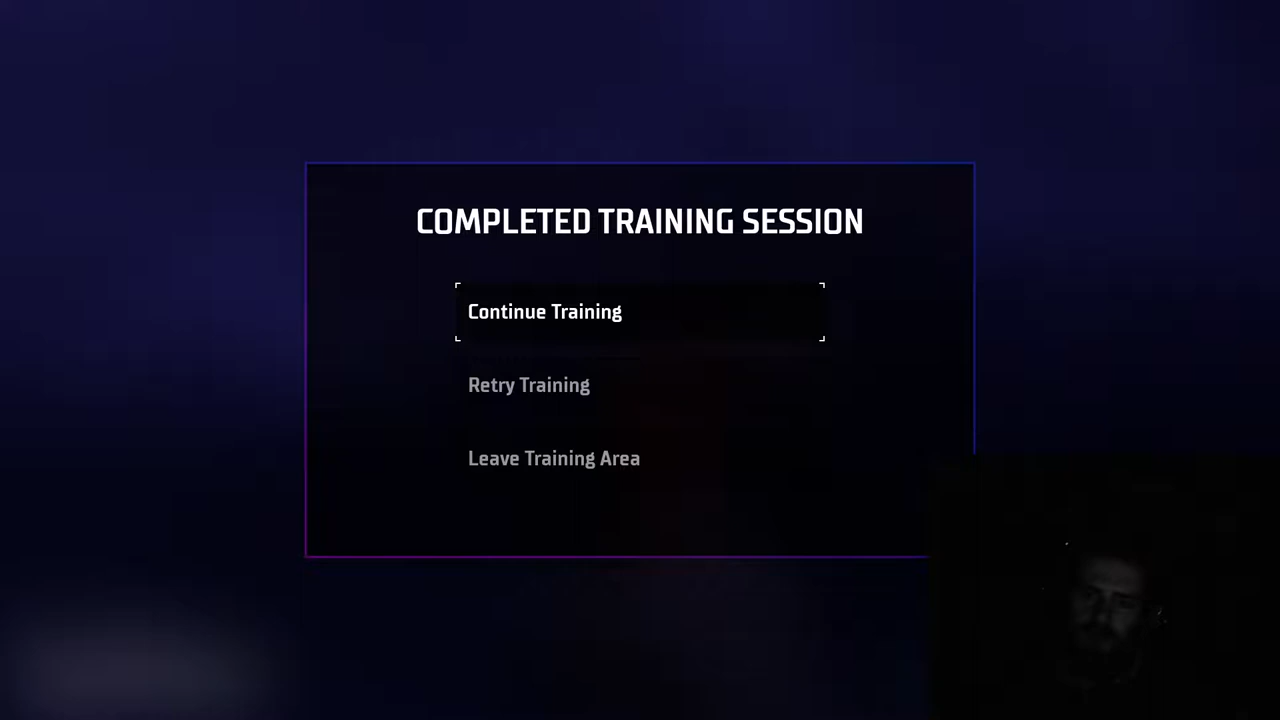 COMPLETED TRAINING SESSION
Continue Training
Retry Training
Leave Training Area